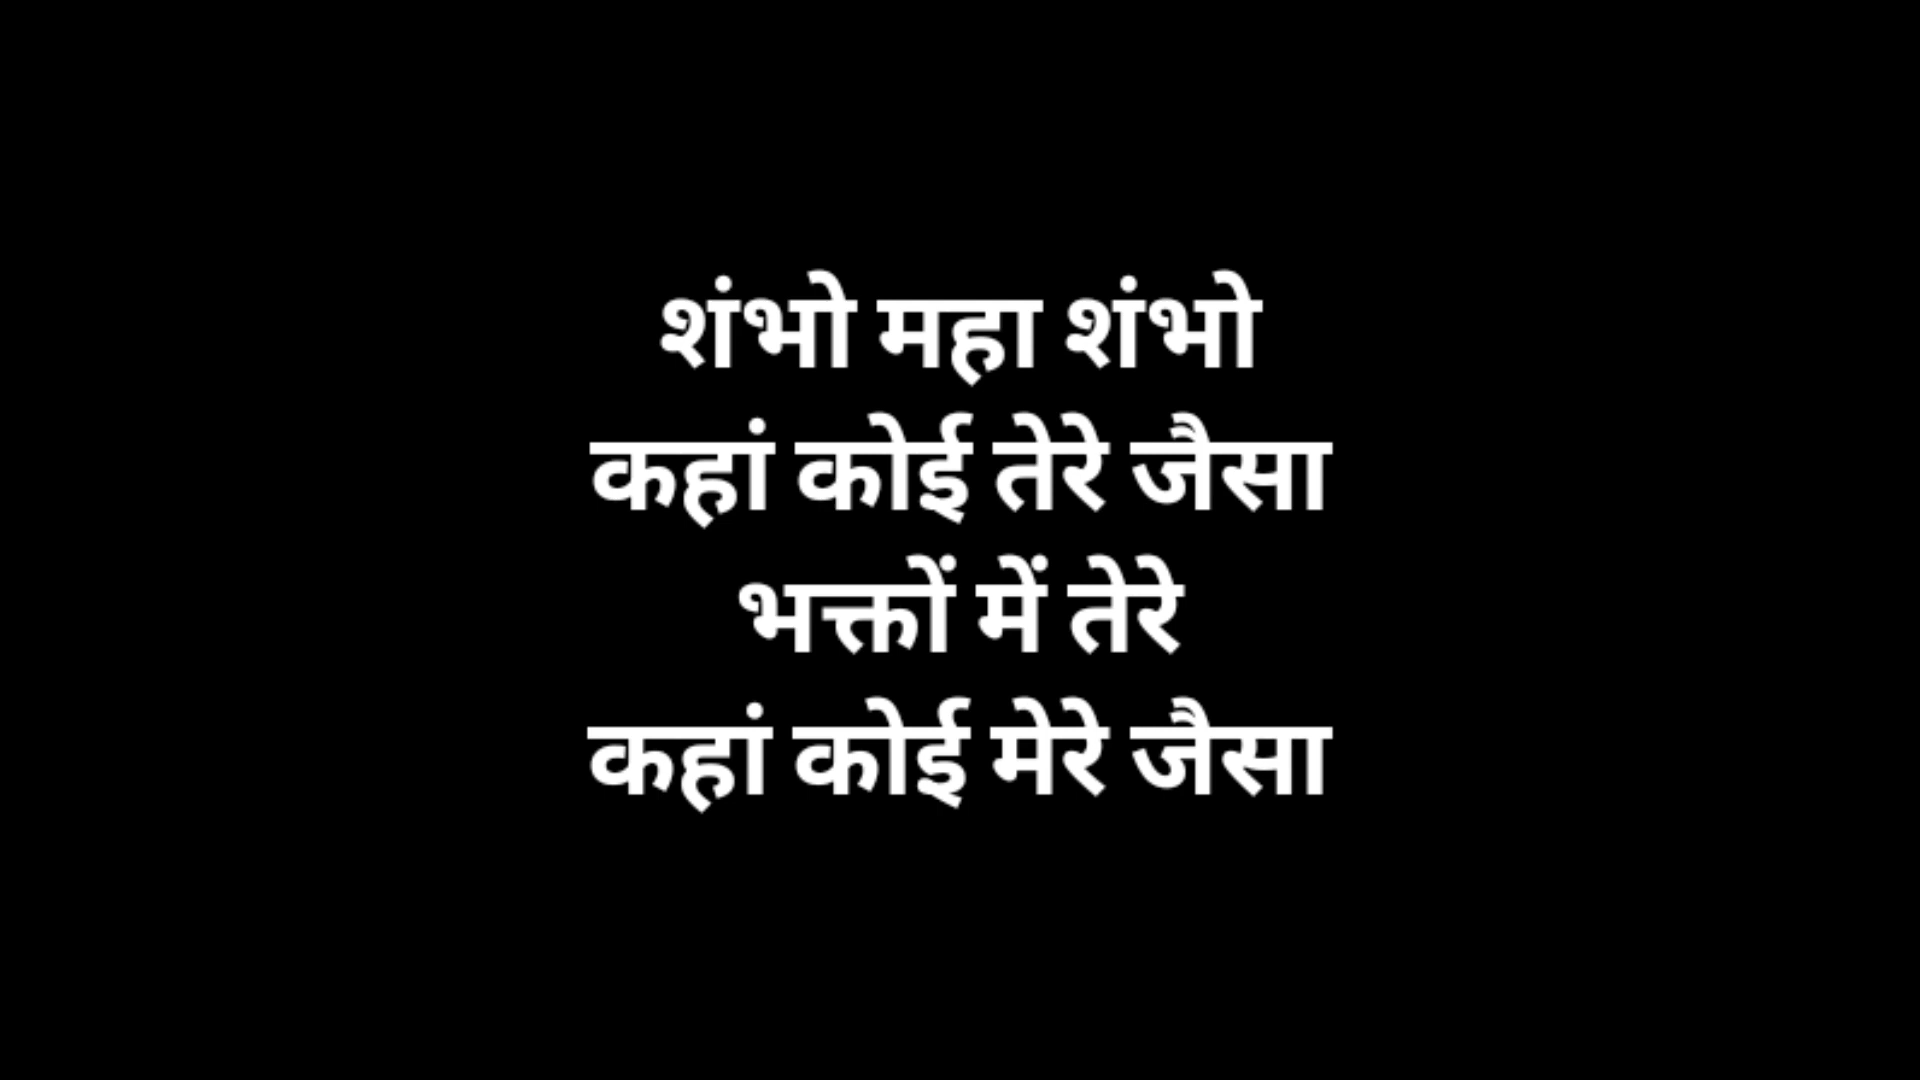 शंभो महा शंभो
कहां कोई तेरे जैसा
भक्तों में तेरे
कहां कोई मेरे जैसा